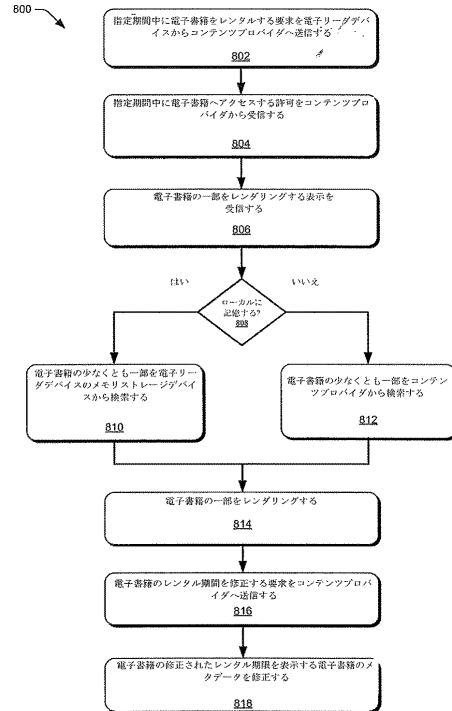 800
指定期間中に電子書籍をレンタルする要求を電子リーダデバ
イスからコンテンツプロバイダへ送信する
802
指定期間中に電子書籍へアクセスする許可をコンテンツプロ
バイダから受信する
804
電子書籍の一部をレンダリングする表示を
受信する
806
はい
いいえ
ローカルに
記憶する?
808
電子書籍の少なくとも一部を電子リー
ダデバイスのメモリストレージデバ
イスから検索する
810
電子書籍の少なくとも一部をコンテン
ツプロバイダから検索する
812
電子書籍の一部をレンダリングする
814
電子書籍のレンタル期間を修正する要求をコンテンツプロバ
イダへ送信する
816
電子書籍の修正されたレンタル期限を表示する電子書籍のメ
タデータを修正する
818